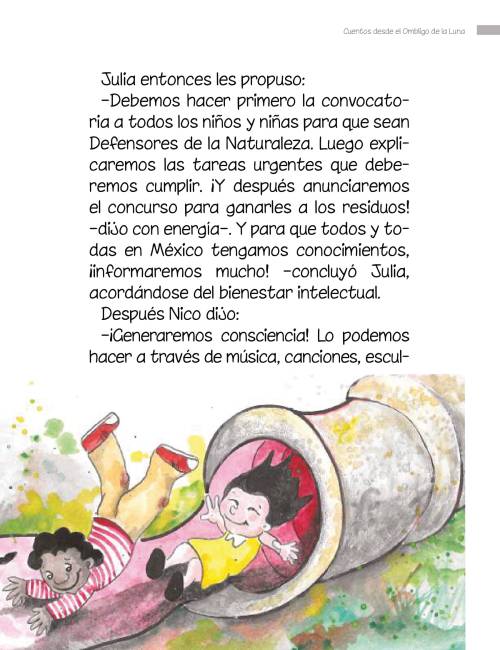 Cuentos desde el Ombligo de la Luna
Julia entonces les propuso:
–Debemos hacer primero la convocato-
ria a todos los niños y niñas para que sean
Defensores de la Naturaleza. Luego expli-
caremos las tareas urgentes que debe-
remos cumplir. ¡Y después anunciaremos
el concurso para ganarles a los residuos!
–dijo con energía–. Y para que todos y to-
das en México tengamos conocimientos,
¡informaremos mucho! –concluyó Julia,
acordándose del bienestar intelectual.
Después Nico dijo:
–¡Generaremos consciencia! Lo podemos
hacer a través de música, canciones, escul-